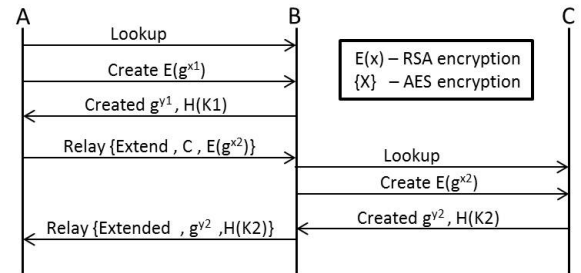 A B C
Lookup
E(x) – RSA encryption
{X} – AES encryption
Create E(g^x1)
Created g^y1, H(K1)
Relay {Extend , C , E(g^x2)}
Lookup
Create E(g^x2)
Created g^y2, H(K2)
Relay {Extended , g^y2 ,H(K2)}